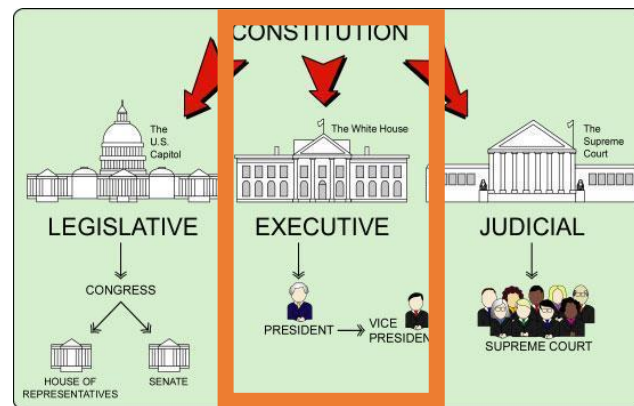 CONSTITUTION
The
U.S.
Capitol
The White House
The
Supreme
Court
LEGISLATIVE
EXECUTIVE
JUDICIAL
CONGRESS
PRESIDENT
VICE
PRESIDENT
SUPREME COURT
HOUSE OF
REPRESENTATIVES
SENATE